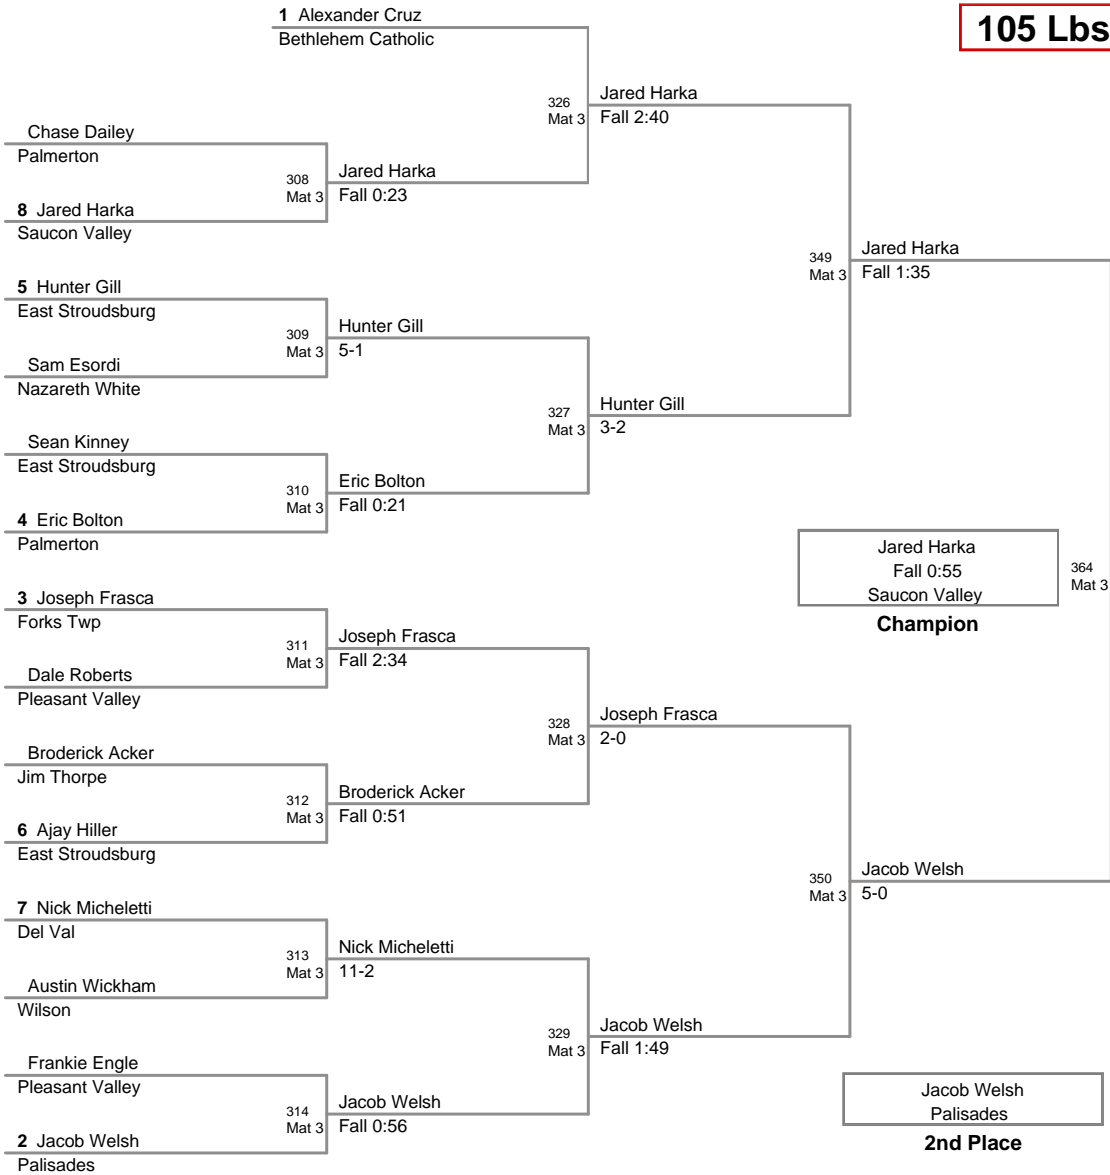 1 Alexander Cruz
Bethlehem Catholic
105 Lbs
326
Mat 3
Jared Harka
Fall 2:40
Chase Dailey
Palmerton
308
Mat 3
Jared Harka
Fall 0:23
8 Jared Harka
Saucon Valley
349
Mat 3
Jared Harka
Fall 1:35
5 Hunter Gill
East Stroudsburg
309
Mat 3
Hunter Gill
5-1
Sam Esordi
Nazareth White
327
Mat 3
Hunter Gill
3-2
Sean Kinney
East Stroudsburg
310
Mat 3
Eric Bolton
Fall 0:21
4 Eric Bolton
Palmerton
Jared Harka
Fall 0:55
Saucon Valley
Champion
364
Mat 3
3 Joseph Frasca
Forks Twp
311
Mat 3
Joseph Frasca
Fall 2:34
Dale Roberts
Pleasant Valley
328
Mat 3
Joseph Frasca
2-0
Broderick Acker
Jim Thorpe
312
Mat 3
Broderick Acker
Fall 0:51
6 Ajay Hiller
East Stroudsburg
350
Mat 3
Jacob Welsh
5-0
7 Nick Micheletti
Del Val
313
Mat 3
Nick Micheletti
11-2
Austin Wickham
Wilson
329
Mat 3
Jacob Welsh
Fall 1:49
Frankie Engle
Pleasant Valley
314
Mat 3
Jacob Welsh
Fall 0:56
2 Jacob Welsh
Palisades
Jacob Welsh
Palisades
2nd Place